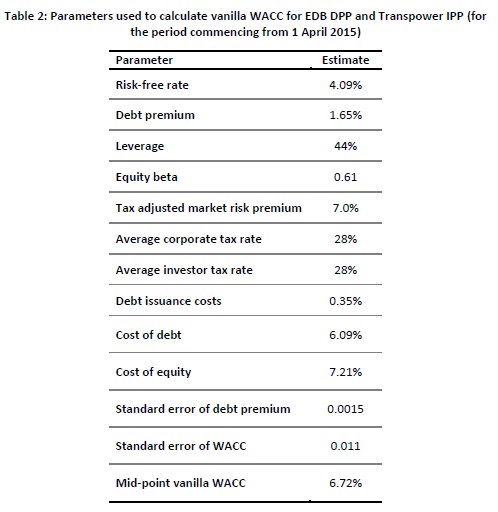 Table 2: Parameters used to calculate vanilla WACC for EDB DPP and Transpower IPP (for
the period commencing from 1 April 2015)
Parameter Estimate
Risk-free rate 4.09%
Debt premium 1.65%
Leverage 44%
Equity beta 0.61
Tax adjusted market risk premium 7.0%
Average corporate tax rate 28%
Average investor tax rate 28%
Debt issuance costs 0.35%
Cost of debt 6.09%
Cost of equity 7.21%
Standard error of debt premium 0.0015
Standard error of WACC 0.011
Mid-point vanilla WACC 6.72%